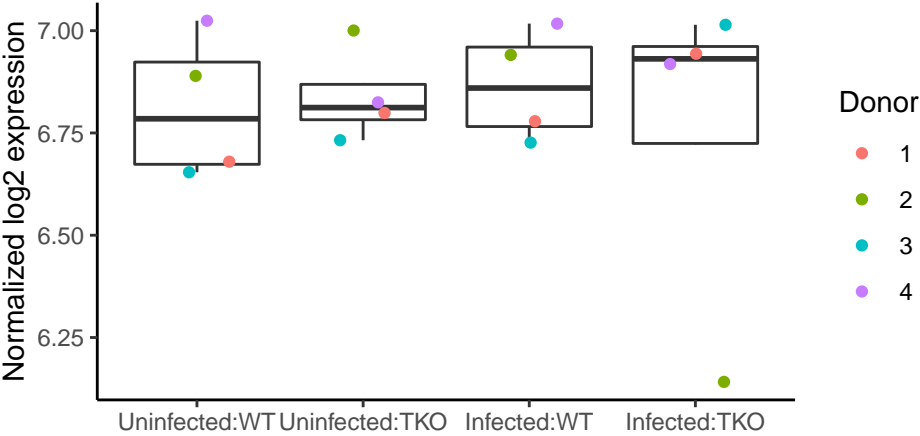 Normalized log2 expression
7.00
6.75
6.50
6.25
Uninfected:WT Uninfected:TKO Infected:WT Infected:TKO
Donor
1
2
3
4